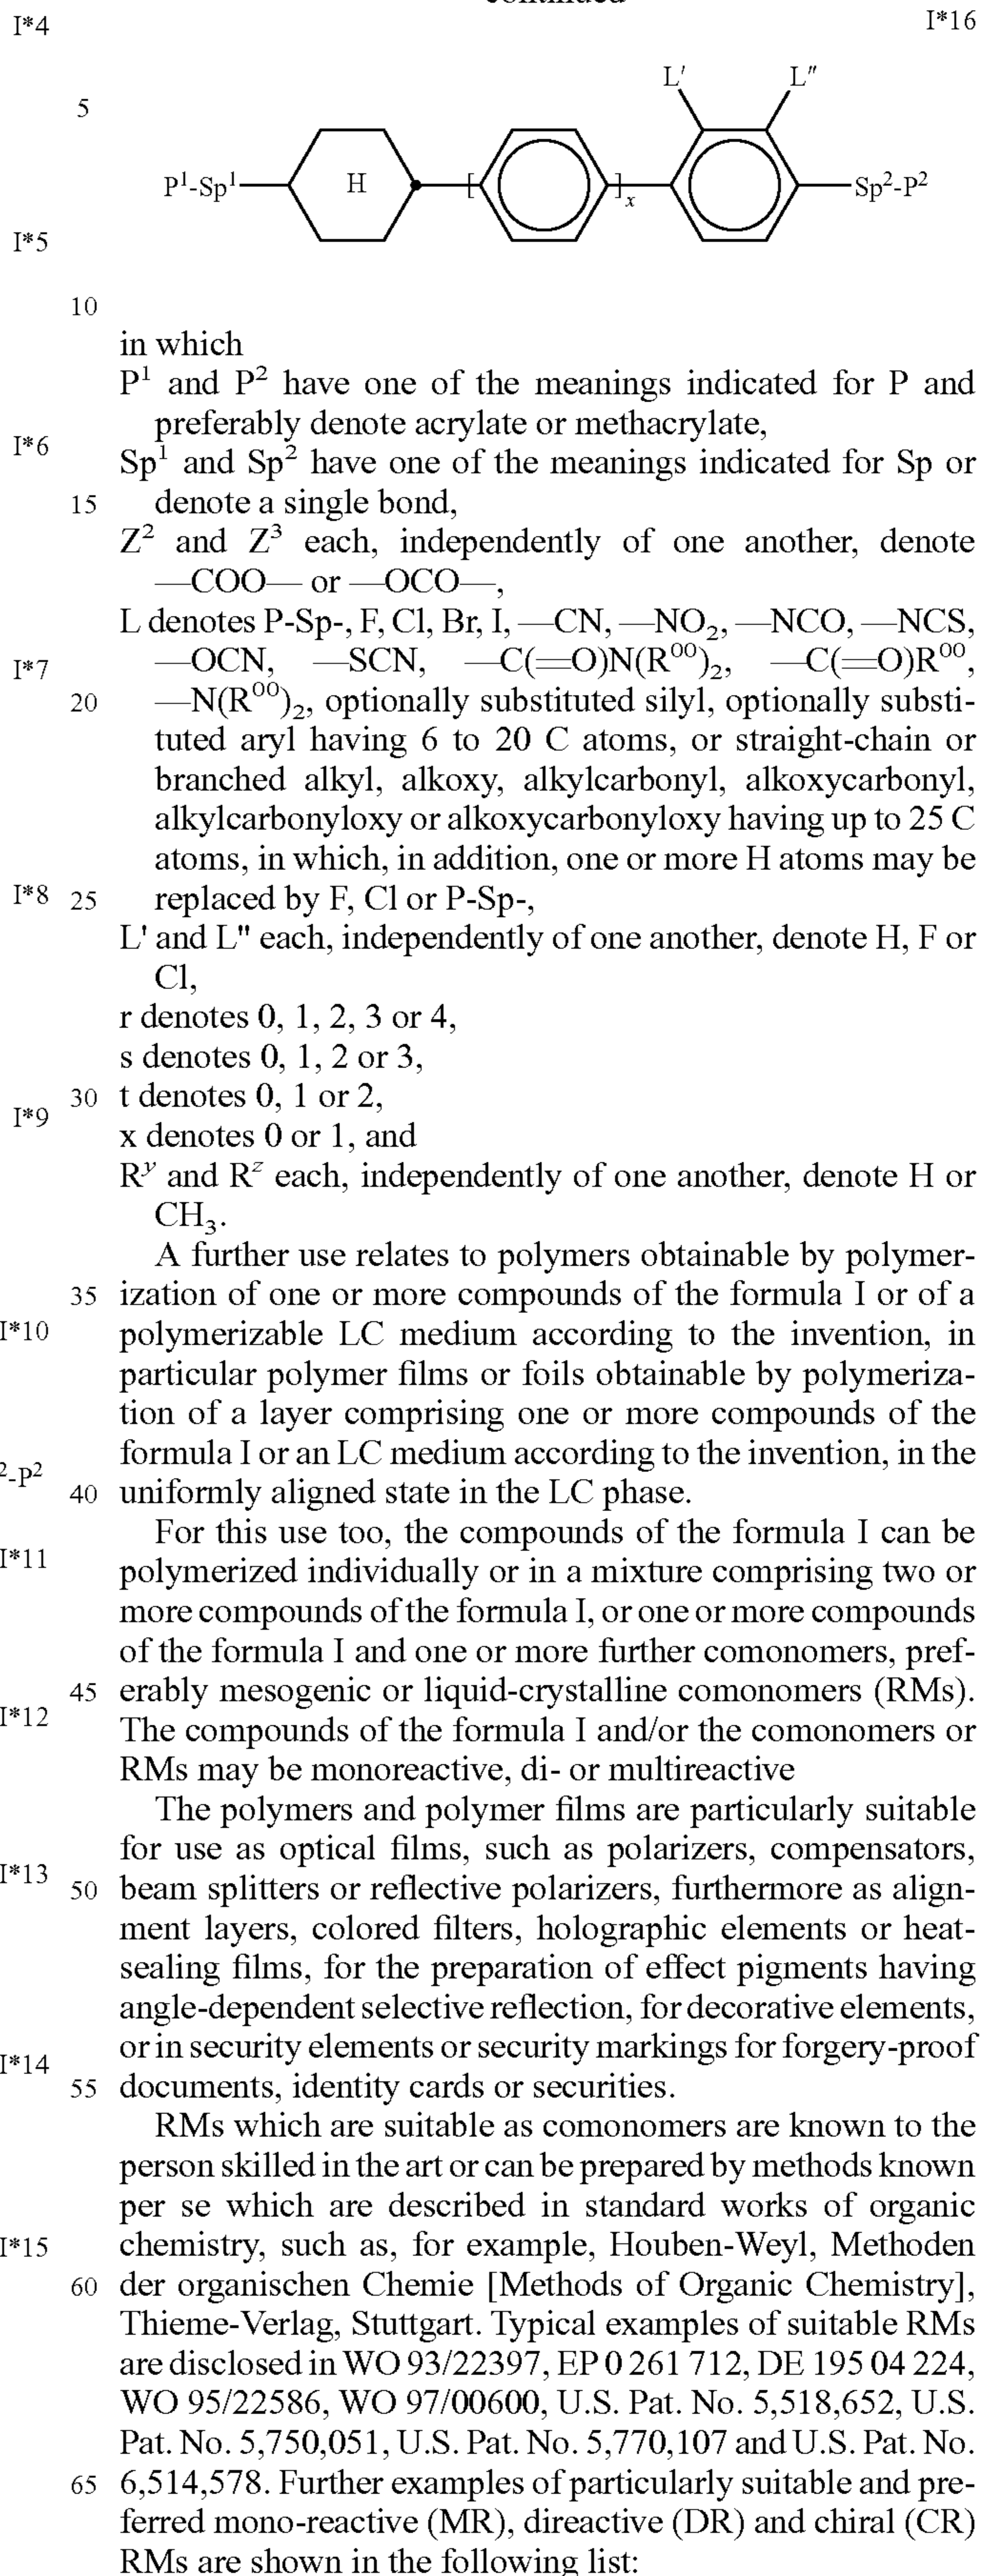 continued
I*4
I*16
L' L"
5
P¹-Sp¹ H [ ]x Sp²-P²
I*5
10
in which
P¹ and P² have one of the meanings indicated for P and
preferably denote acrylate or methacrylate,
I*6
Sp¹ and Sp² have one of the meanings indicated for Sp or
15 denote a single bond,
Z² and Z³ each, independently of one another, denote
—COO— or —OCO—,
L denotes P-Sp-, F, Cl, Br, I, —CN, —NO₂, —NCO, —NCS,
I*7 —OCN, —SCN, —C(=O)N(R⁰⁰)₂, —C(=O)R⁰⁰,
20 —N(R⁰⁰)₂, optionally substituted silyl, optionally substi-
tuted aryl having 6 to 20 C atoms, or straight-chain or
branched alkyl, alkoxy, alkylcarbonyl, alkoxycarbonyl,
alkylcarbonyloxy or alkoxycarbonyloxy having up to 25 C
atoms, in which, in addition, one or more H atoms may be
I*8 25 replaced by F, Cl or P-Sp-,
L' and L" each, independently of one another, denote H, F or
Cl,
r denotes 0, 1, 2, 3 or 4,
s denotes 0, 1, 2 or 3,
30 t denotes 0, 1 or 2,
I*9
x denotes 0 or 1, and
Rʸ and Rᶻ each, independently of one another, denote H or
CH₃.
A further use relates to polymers obtainable by polymer-
35 ization of one or more compounds of the formula I or of a
I*10 polymerizable LC medium according to the invention, in
particular polymer films or foils obtainable by polymeriza-
tion of a layer comprising one or more compounds of the
formula I or an LC medium according to the invention, in the
²-P²
40 uniformly aligned state in the LC phase.
For this use too, the compounds of the formula I can be
I*11
polymerized individually or in a mixture comprising two or
more compounds of the formula I, or one or more compounds
of the formula I and one or more further comonomers, pref-
45 erably mesogenic or liquid-crystalline comonomers (RMs).
I*12
The compounds of the formula I and/or the comonomers or
RMs may be monoreactive, di- or multireactive
The polymers and polymer films are particularly suitable
for use as optical films, such as polarizers, compensators,
I*13
50 beam splitters or reflective polarizers, furthermore as align-
ment layers, colored filters, holographic elements or heat-
sealing films, for the preparation of effect pigments having
angle-dependent selective reflection, for decorative elements,
or in security elements or security markings for forgery-proof
I*14
55 documents, identity cards or securities.
RMs which are suitable as comonomers are known to the
person skilled in the art or can be prepared by methods known
per se which are described in standard works of organic
I*15 chemistry, such as, for example, Houben-Weyl, Methoden
60 der organischen Chemie [Methods of Organic Chemistry],
Thieme-Verlag, Stuttgart. Typical examples of suitable RMs
are disclosed in WO 93/22397, EP 0 261 712, DE 195 04 224,
WO 95/22586, WO 97/00600, U.S. Pat. No. 5,518,652, U.S.
Pat. No. 5,750,051, U.S. Pat. No. 5,770,107 and U.S. Pat. No.
65 6,514,578. Further examples of particularly suitable and pre-
ferred mono-reactive (MR), direactive (DR) and chiral (CR)
RMs are shown in the following list: